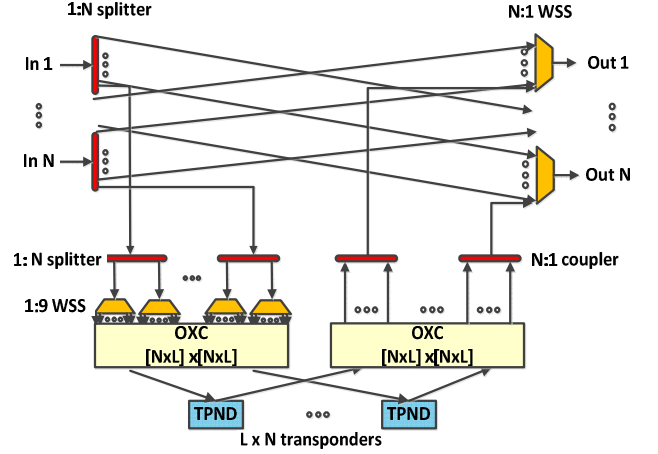 1:N splitter
N:1 WSS
In 1
Out 1
In N
Out N
1: N splitter
N:1 coupler
1:9 WSS
OXC
[NxL] x[NxL]
OXC
[NxL] x[NxL]
TPND
TPND
L x N transponders